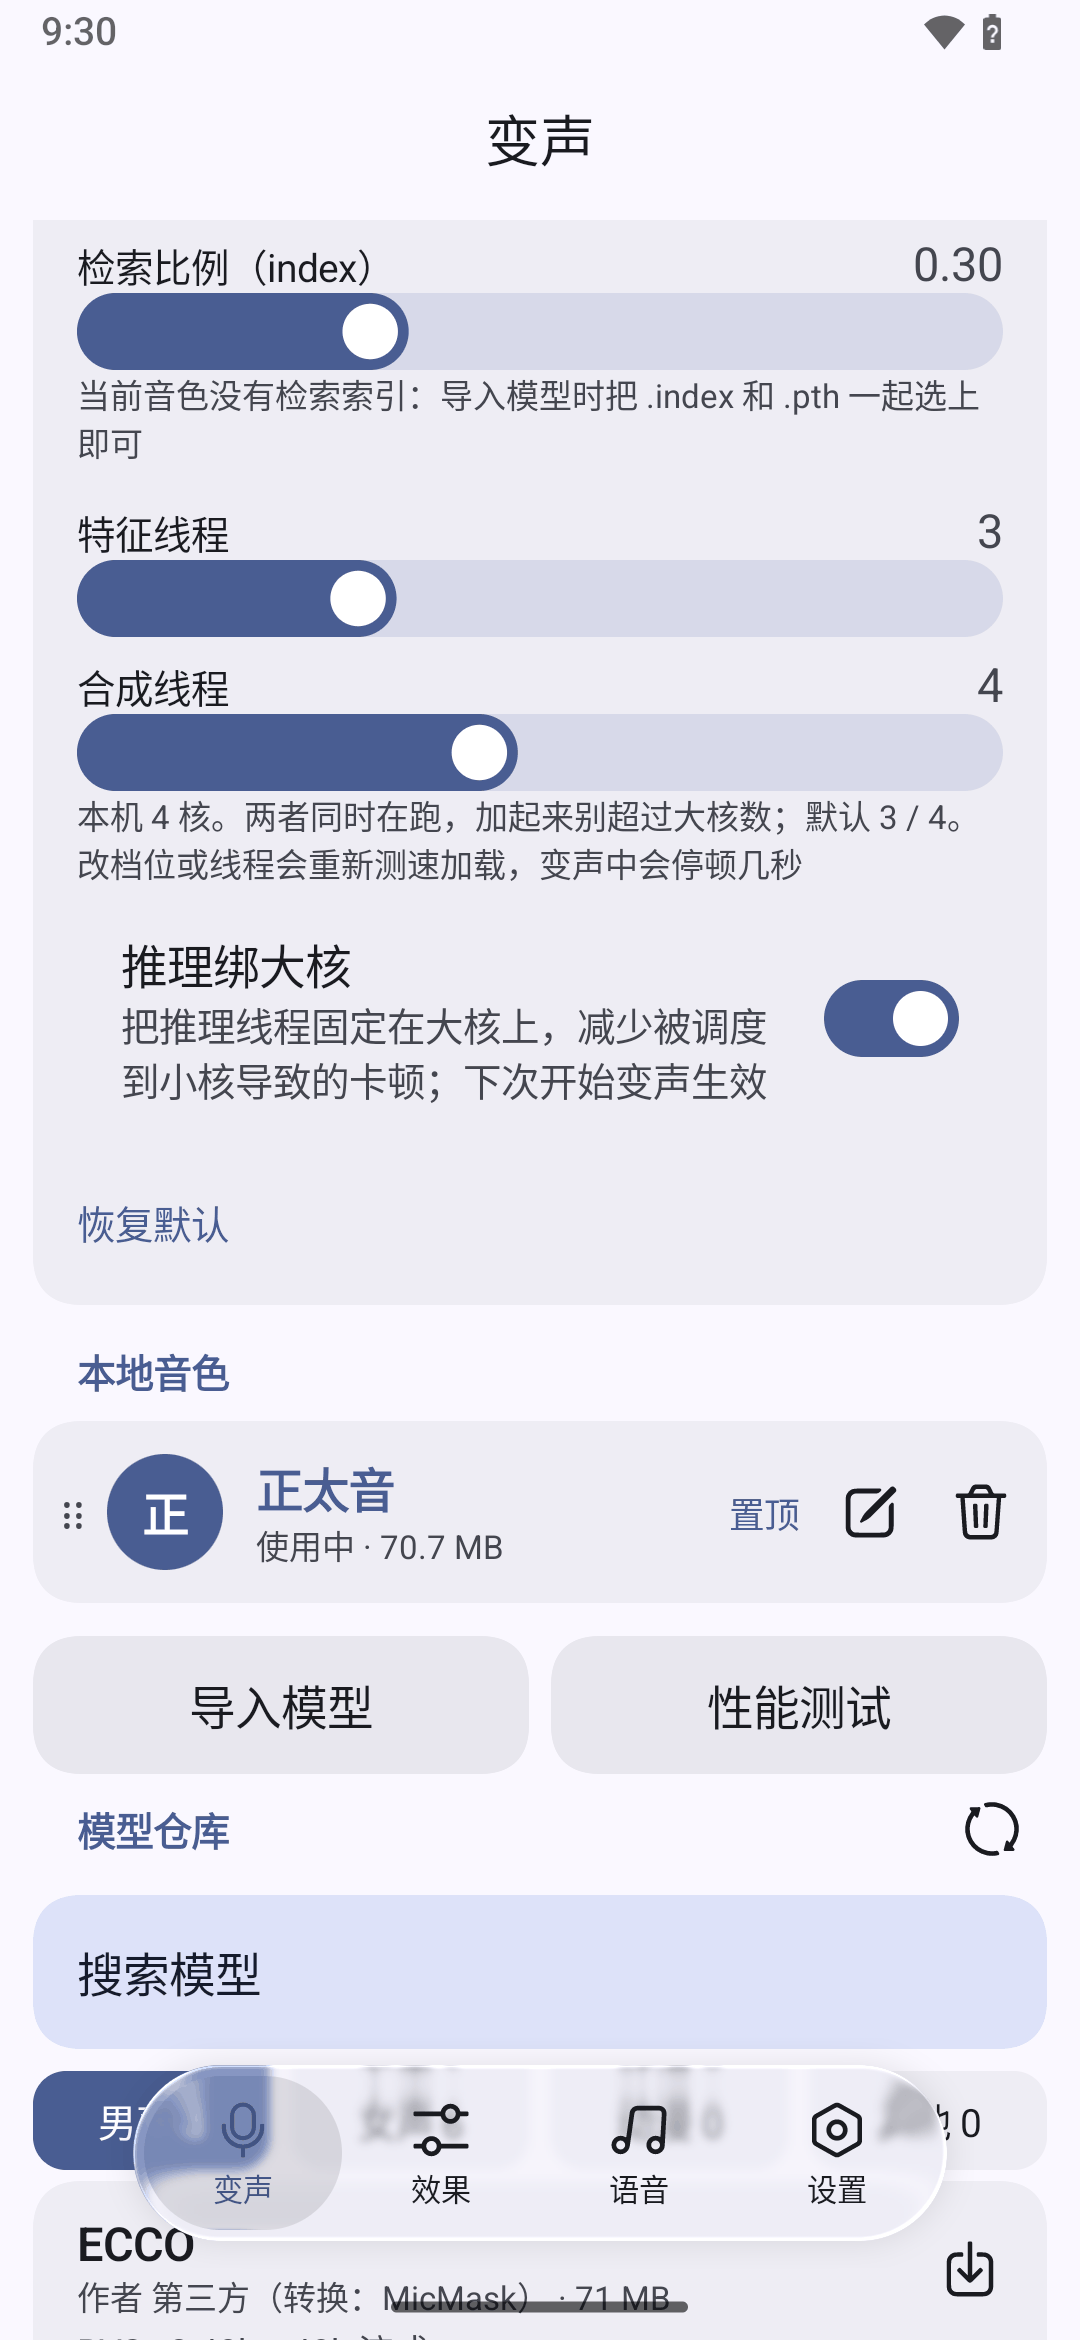 9:30
变声
检索比例（index） 0.30
当前音色没有检索索引：导入模型时把 .index 和 .pth 一起选上
即可
特征线程 3
合成线程 4
本机 4 核。两者同时在跑，加起来别超过大核数；默认 3 / 4。
改档位或线程会重新测速加载，变声中会停顿几秒
推理绑大核
把推理线程固定在大核上，减少被调度
到小核导致的卡顿；下次开始变声生效
恢复默认
本地音色
正 正太音 置顶
使用中 · 70.7 MB
导入模型 性能测试
模型仓库
搜索模型
男 0
变声 效果 语音 设置
ECCO
作者 第三方（转换：MicMask） · 71 MB